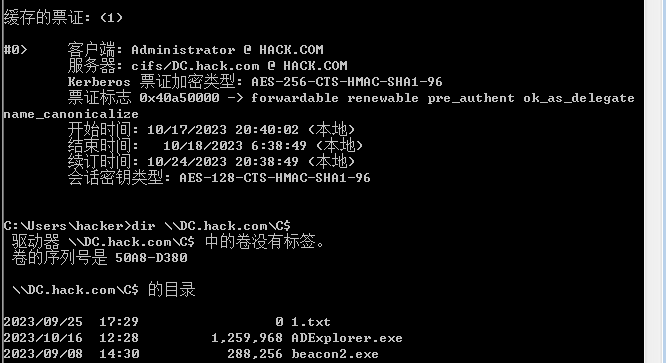 缓存的票证: (1)
#0>     客户端: Administrator @ HACK.COM
        服务器: cifs/DC.hack.com @ HACK.COM
        Kerberos 票证加密类型: AES-256-CTS-HMAC-SHA1-96
        票证标志 0x40a50000 -> forwardable renewable pre_authent ok_as_delegate
name_canonicalize
        开始时间: 10/17/2023 20:40:02 (本地)
        结束时间:   10/18/2023 6:38:49 (本地)
        续订时间: 10/24/2023 20:38:49 (本地)
        会话密钥类型: AES-128-CTS-HMAC-SHA1-96
C:\Users\hacker>dir \\DC.hack.com\C$
 驱动器 \\DC.hack.com\C$ 中的卷没有标签。
 卷的序列号是 50A8-D380
 \\DC.hack.com\C$ 的目录
2023/09/25  17:29                 0 1.txt
2023/10/16  12:28         1,259,968 ADExplorer.exe
2023/09/08  14:30           288,256 beacon2.exe